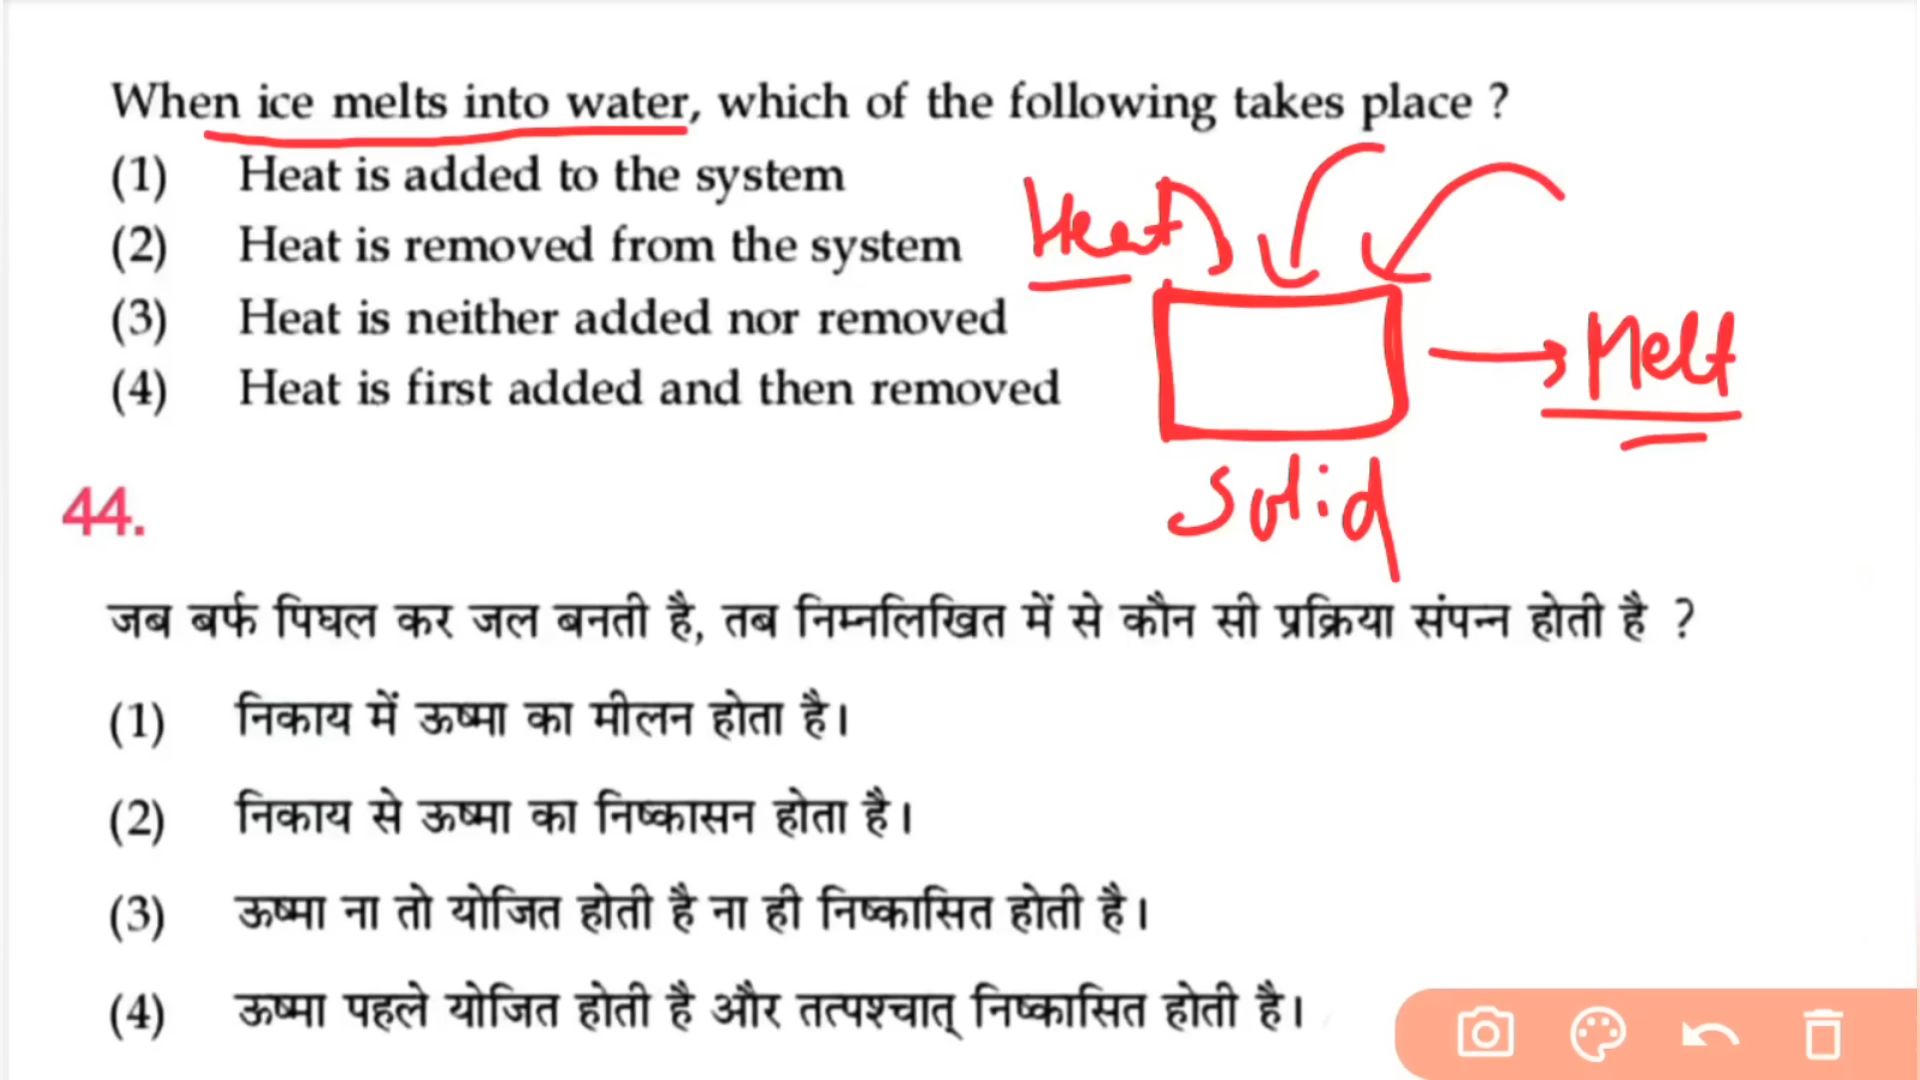 When ice melts into water, which of the following takes place ?
(1) Heat is added to the system
(2) Heat is removed from the system
(3) Heat is neither added nor removed
(4) Heat is first added and then removed
Heat
Melt
Solid
44.
जब बर्फ पिघल कर जल बनती है, तब निम्नलिखित में से कौन सी प्रक्रिया संपन्न होती है ?
(1) निकाय में ऊष्मा का मीलन होता है।
(2) निकाय से ऊष्मा का निष्कासन होता है।
(3) ऊष्मा ना तो योजित होती है ना ही निष्कासित होती है।
(4) ऊष्मा पहले योजित होती है और तत्पश्चात् निष्कासित होती है।